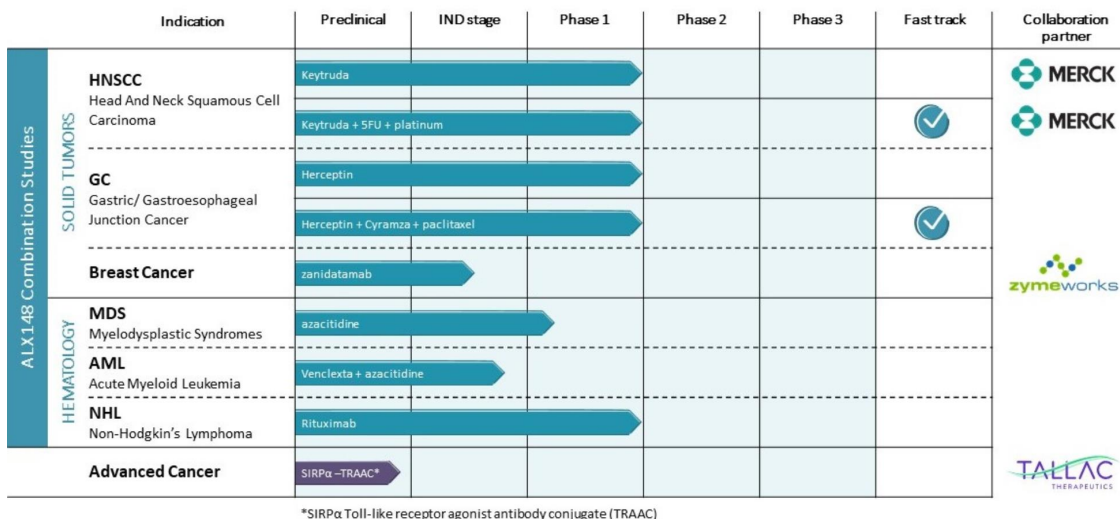 Indication
Preclinical
IND stage
Phase 1
Phase 2
Phase 3
Fast track
Collaboration
partner
ALX148 Combination Studies
SOLID TUMORS
HNSCC
Head And Neck Squamous Cell
Carcinoma
Keytruda
MERCK
Keytruda + 5FU + platinum
MERCK
GC
Gastric/ Gastroesophageal
Junction Cancer
Herceptin
Herceptin + Cyramza + paclitaxel
Breast Cancer
zanidatamab
zymeworks
HEMATOLOGY
MDS
Myelodysplastic Syndromes
azacitidine
AML
Acute Myeloid Leukemia
Venclexta + azacitidine
NHL
Non-Hodgkin's Lymphoma
Rituximab
Advanced Cancer
SIRPα –TRAAC*
TALLAC
THERAPEUTICS
*SIRPα Toll-like receptor agonist antibody conjugate (TRAAC)